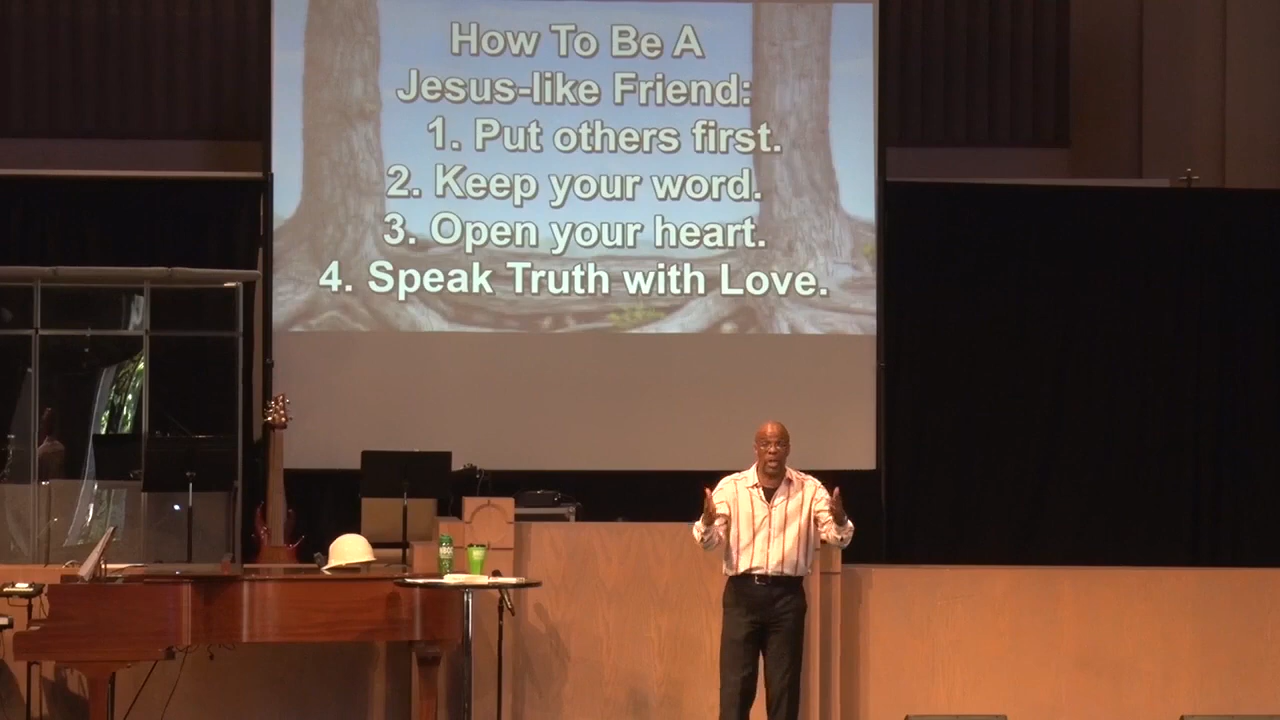 How To Be A
Jesus-like Friend:
1. Put others first.
2. Keep your word.
3. Open your heart.
4. Speak Truth with Love.